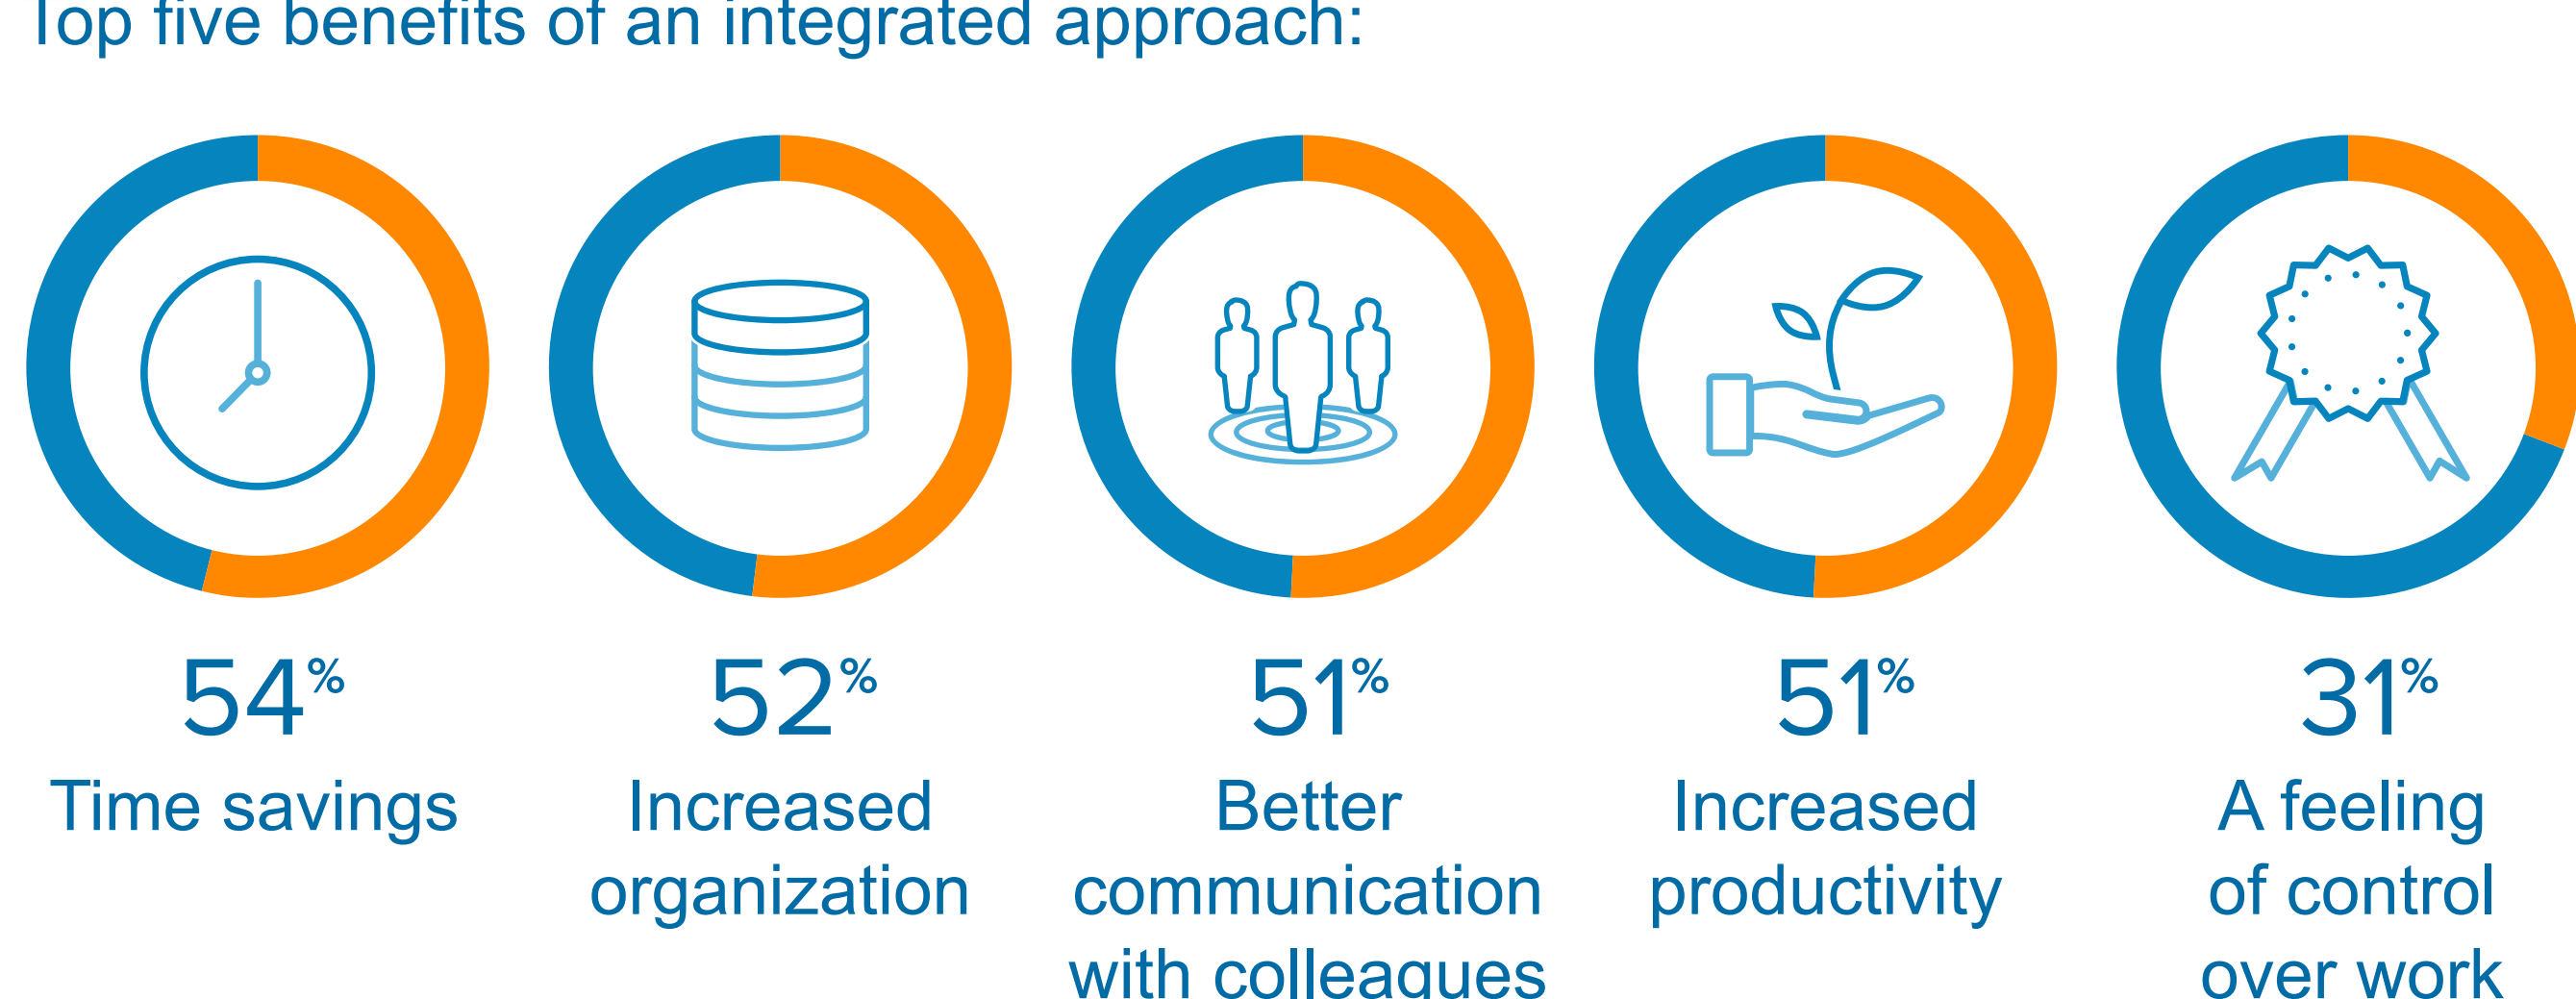 Top five benefits of an integrated approach:
54%
52%
51%
51%
31%
Time savings
Increased
organization
Better
communication
with colleagues
Increased
productivity
A feeling
of control
over work